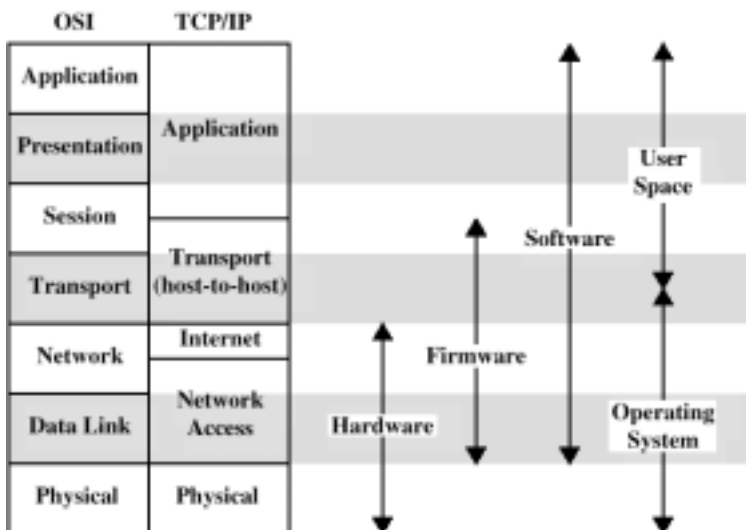 OSI
TCP/IP
Application
Presentation
Session
Transport
Network
Data Link
Physical
Application
Transport
(host-to-host)
Internet
Network
Access
Physical
Hardware
Firmware
Software
User
Space
Operating
System